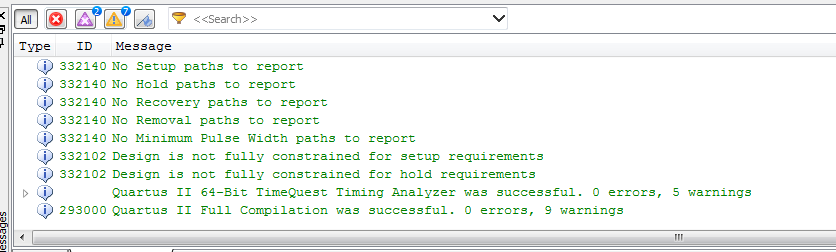 All 2 7 <<Search>>
Type ID Message
332140 No Setup paths to report
332140 No Hold paths to report
332140 No Recovery paths to report
332140 No Removal paths to report
332140 No Minimum Pulse Width paths to report
332102 Design is not fully constrained for setup requirements
332102 Design is not fully constrained for hold requirements
Quartus II 64-Bit TimeQuest Timing Analyzer was successful. 0 errors, 5 warnings
293000 Quartus II Full Compilation was successful. 0 errors, 9 warnings